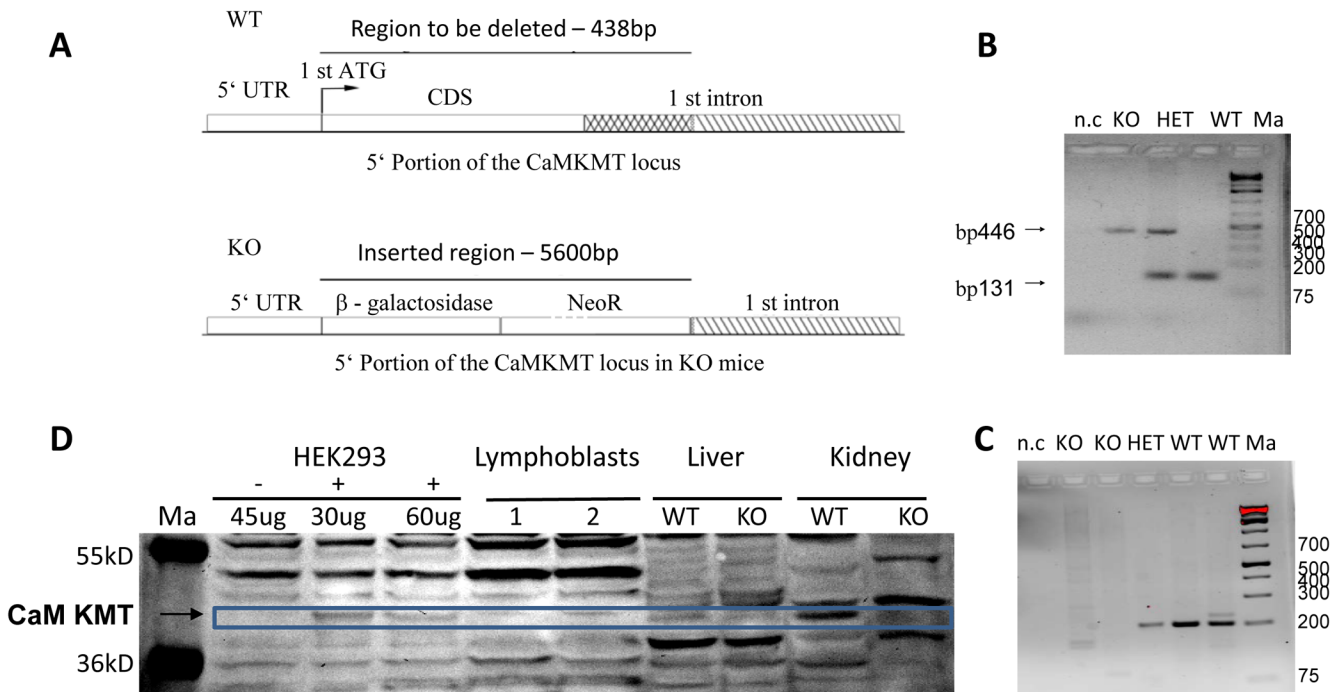 A
WT
Region to be deleted – 438bp
1 st ATG
5‘ UTR
CDS
1 st intron
5‘ Portion of the CaMKMT locus
KO
Inserted region – 5600bp
5‘ UTR
β - galactosidase
NeoR
1 st intron
5‘ Portion of the CaMKMT locus in KO mice
B
n.c KO HET WT Ma
bp446
bp131
700
500
400
300
200
75
D
HEK293
Lymphoblasts
Liver
Kidney
- + +
Ma 45ug 30ug 60ug 1 2 WT KO WT KO
55kD
CaM KMT
36kD
C
n.c KO KO HET WT WT Ma
700
500
400
300
200
75